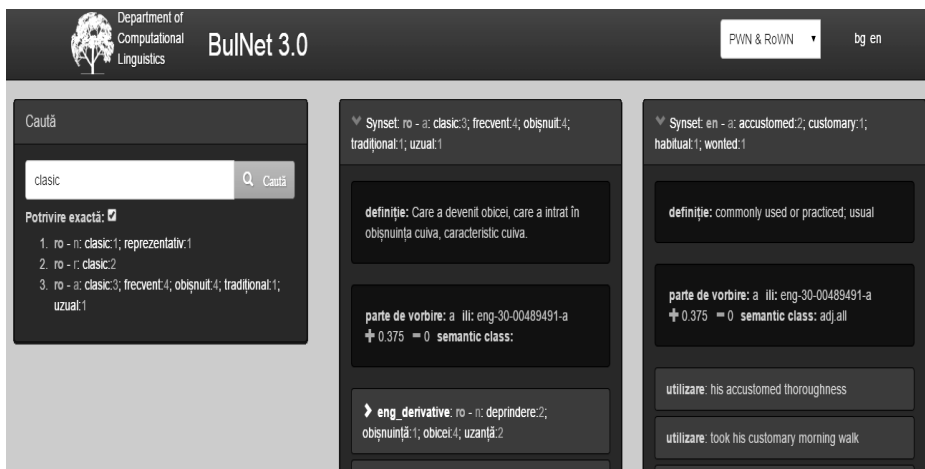 Department of
Computational
Linguistics
BulNet 3.0
PWN & RoWN
bg en
Caută
clasic
Caută
Potrivire exactă:
1. ro - n: clasic:1; reprezentativ:1
2. ro - r: clasic:2
3. ro - a: clasic:3; frecvent:4; obișnuit:4; tradițional:1;
uzual:1
Synset: ro - a: clasic:3; frecvent:4; obișnuit:4;
tradițional:1; uzual:1
definiție: Care a devenit obicei, care a intrat în
obișnuința cuiva, caracteristic cuiva.
parte de vorbire: a ili: eng-30-00489491-a
+ 0.375 - 0 semantic class:
eng_derivative: ro - n: deprindere:2;
obișnuință:1; obicei:4; uzanță:2
Synset: en - a: accustomed:2; customary:1;
habitual:1; wonted:1
definiție: commonly used or practiced; usual
parte de vorbire: a ili: eng-30-00489491-a
+ 0.375 - 0 semantic class: adj.all
utilizare: his accustomed thoroughness
utilizare: took his customary morning walk